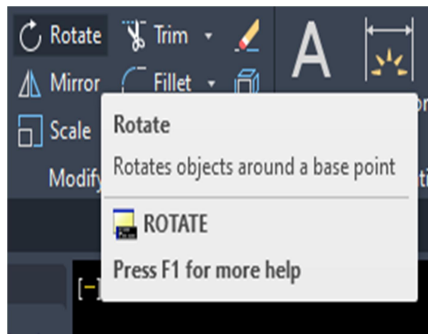 Rotate Trim
Mirror Fillet
Scale
Modify
A
Rotate
Rotates objects around a base point
ROTATE
Press F1 for more help
[−]